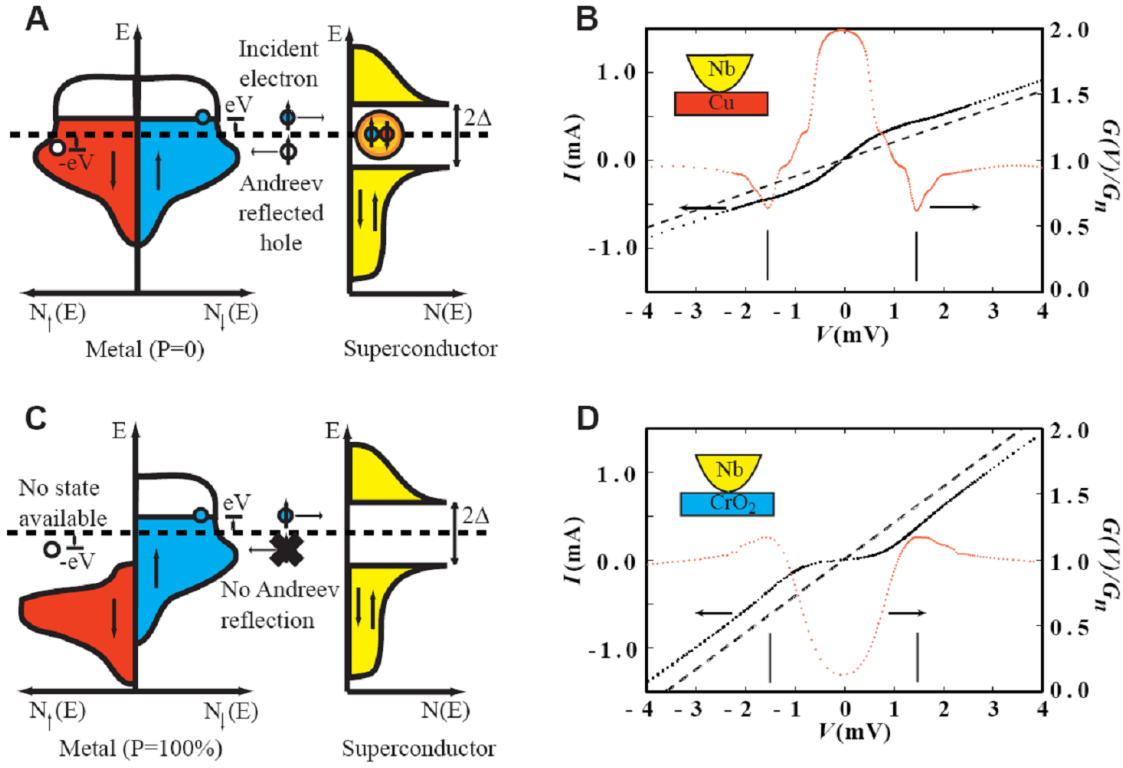 A
E
eV
-eV
N↑(E)
N↓(E)
Metal (P=0)
Incident
electron
Andreev
reflected
hole
E
2Δ
N(E)
Superconductor
B
Nb
Cu
I (mA)
1.0
0.0
-1.0
G(V)/Gn
2.0
1.5
1.0
0.5
0.0
-4 -3 -2 -1 0 1 2 3 4
V(mV)
C
E
No state
available
eV
-eV
N↑(E)
N↓(E)
Metal (P=100%)
No Andreev
reflection
E
2Δ
N(E)
Superconductor
D
Nb
CrO₂
I (mA)
1.0
0.0
-1.0
G(V)/Gn
2.0
1.5
1.0
0.5
0.0
-4 -3 -2 -1 0 1 2 3 4
V(mV)